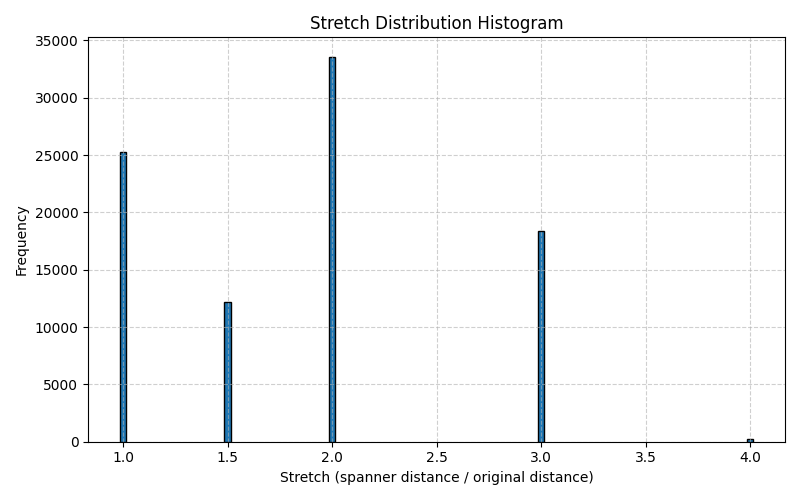 Stretch Distribution Histogram
35000
30000
25000
20000
15000
10000
5000
0
Frequency
1.0 1.5 2.0 2.5 3.0 3.5 4.0
Stretch (spanner distance / original distance)